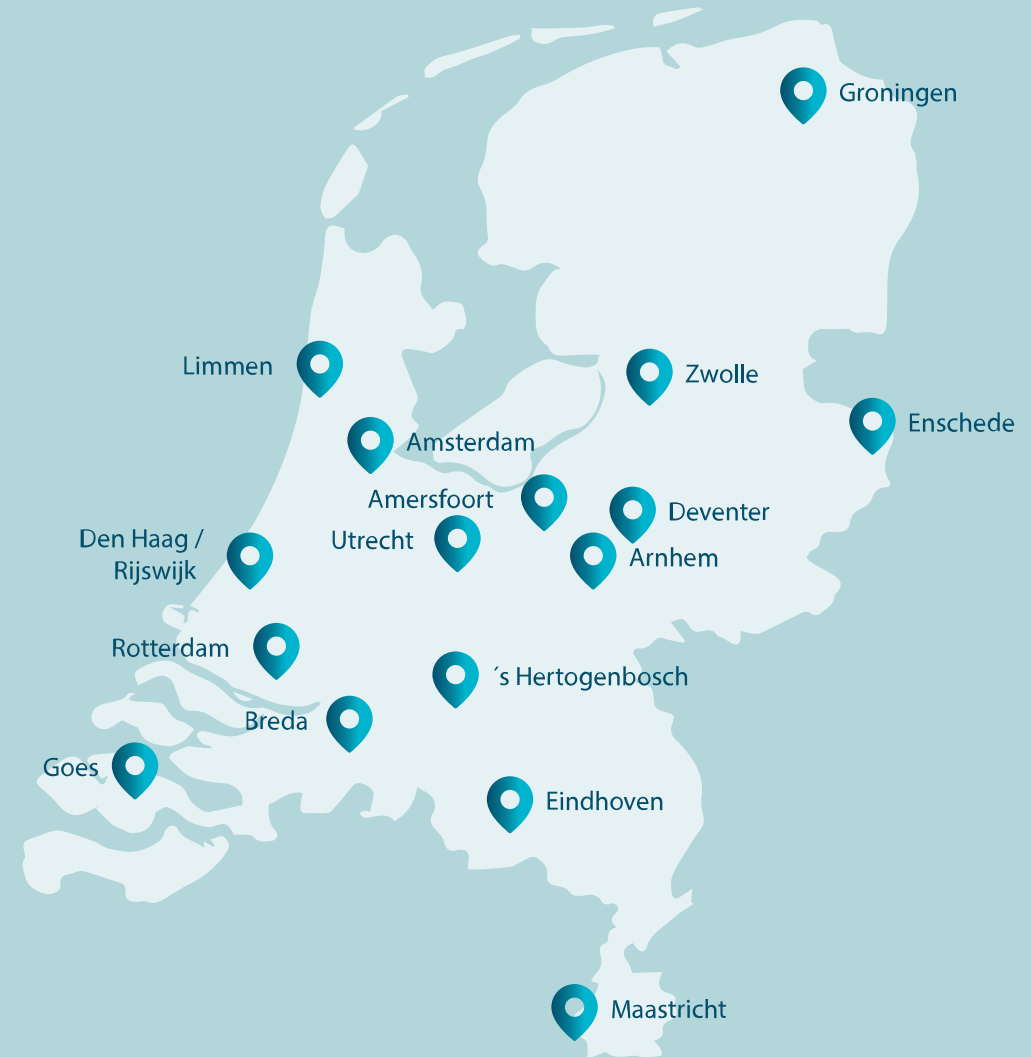 Groningen
Limmen
Zwolle
Enschede
Amsterdam
Amersfoort
Deventer
Utrecht
Den Haag /
Rijswijk
Arnhem
Rotterdam
´s Hertogenbosch
Breda
Goes
Eindhoven
Maastricht